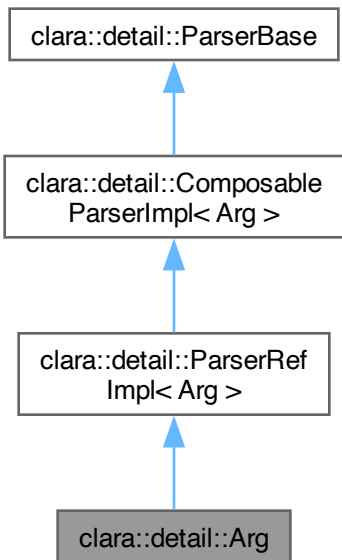 clara::detail::ParserBase
clara::detail::Composable
ParserImpl< Arg >
clara::detail::ParserRef
Impl< Arg >
clara::detail::Arg